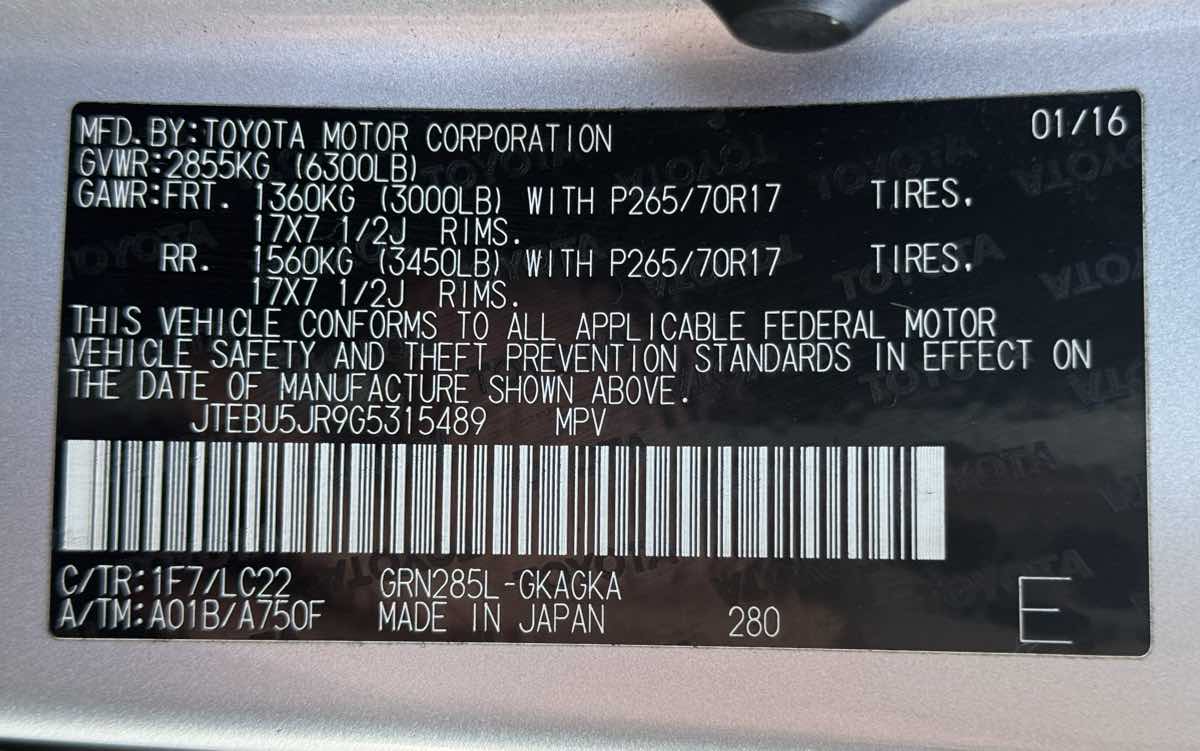 MFD. BY:TOYOTA MOTOR CORPORATION 01/16
GVWR:2855KG (6300LB)
GAWR:FRT. 1360KG (3000LB) WITH P265/70R17 TIRES.
17X7 1/2J RIMS.
RR. 1560KG (3450LB) WITH P265/70R17 TIRES.
17X7 1/2J RIMS.
THIS VEHICLE CONFORMS TO ALL APPLICABLE FEDERAL MOTOR
VEHICLE SAFETY AND THEFT PREVENTION STANDARDS IN EFFECT ON
THE DATE OF MANUFACTURE SHOWN ABOVE.
JTEBU5JR9G5315489 MPV
C/TR:1F7/LC22 GRN285L-GKAGKA
A/TM:A01B/A750F MADE IN JAPAN 280 E